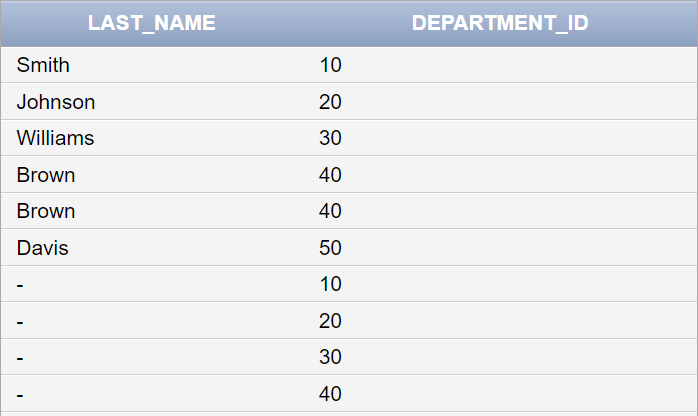 LAST_NAME DEPARTMENT_ID
Smith 10
Johnson 20
Williams 30
Brown 40
Brown 40
Davis 50
- 10
- 20
- 30
- 40